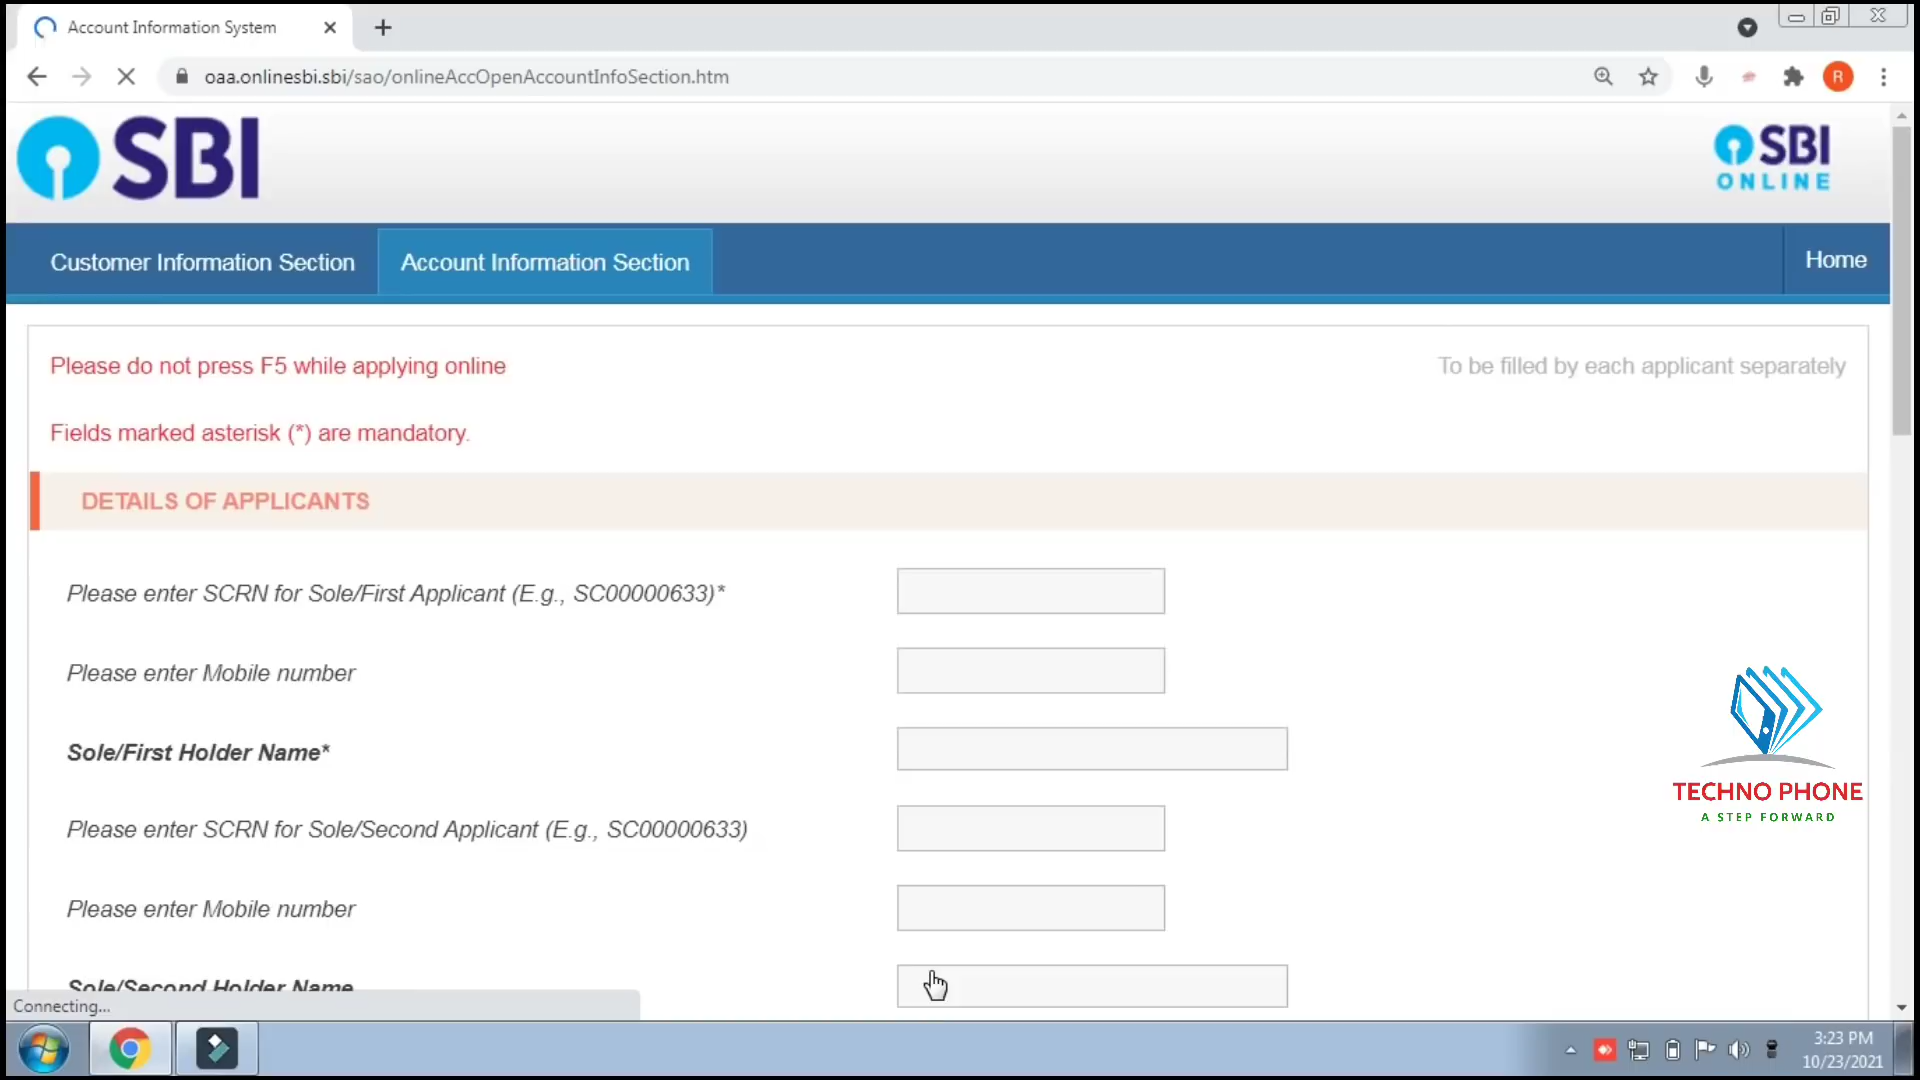 Account Information System
oaa.onlinesbi.sbi/sao/onlineAccOpenAccountInfoSection.htm
R
SBI
SBI
ONLINE
Customer Information Section
Account Information Section
Home
Please do not press F5 while applying online
To be filled by each applicant separately
Fields marked asterisk (*) are mandatory.
DETAILS OF APPLICANTS
Please enter SCRN for Sole/First Applicant (E.g., SC00000633)*
Please enter Mobile number
Sole/First Holder Name*
TECHNO PHONE
A STEP FORWARD
Please enter SCRN for Sole/Second Applicant (E.g., SC00000633)
Please enter Mobile number
Sole/Second Holder Name
Connecting...
3:23 PM
10/23/2021